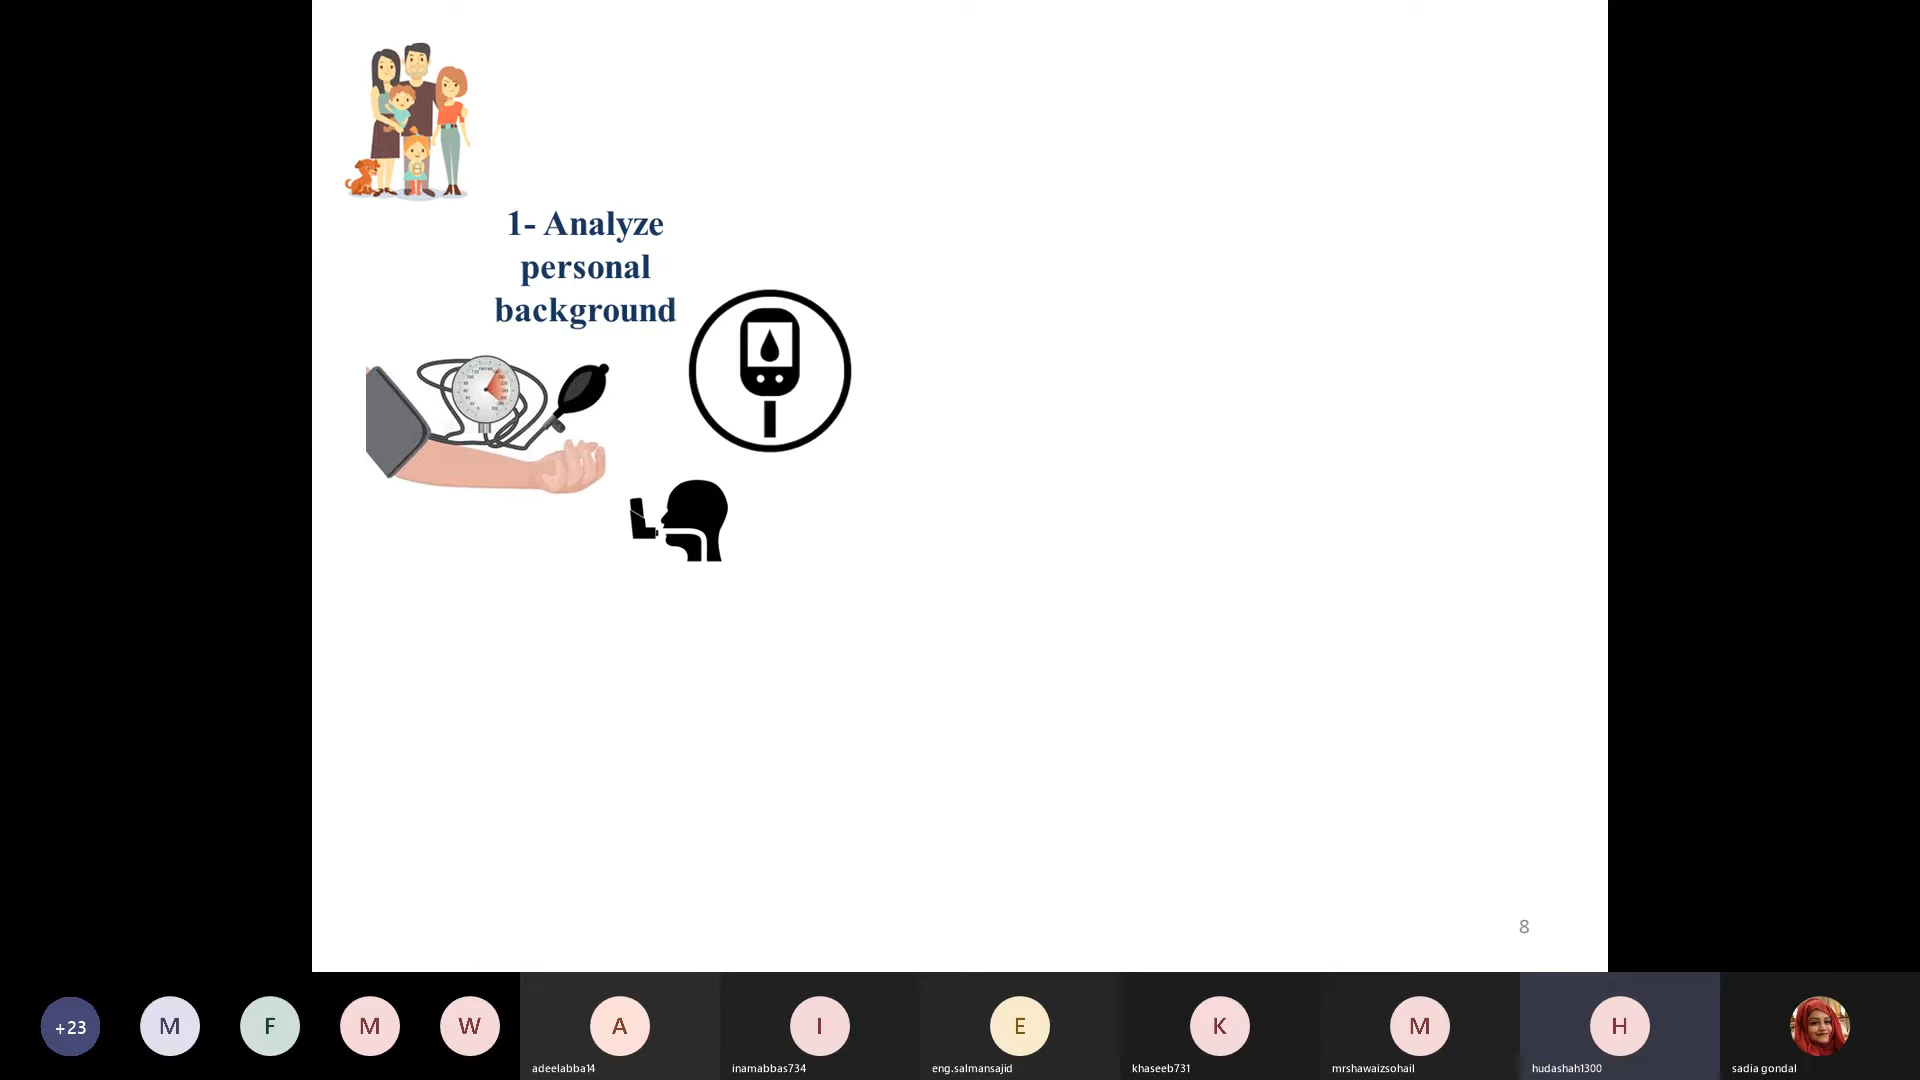 1- Analyze
personal
background
8
+23
M
F
M
W
A
I
E
K
M
H
adeelabba14
inamabbas734
eng.salmansajid
khaseeb731
mrshawaizsohail
hudashah1300
sadia gondal